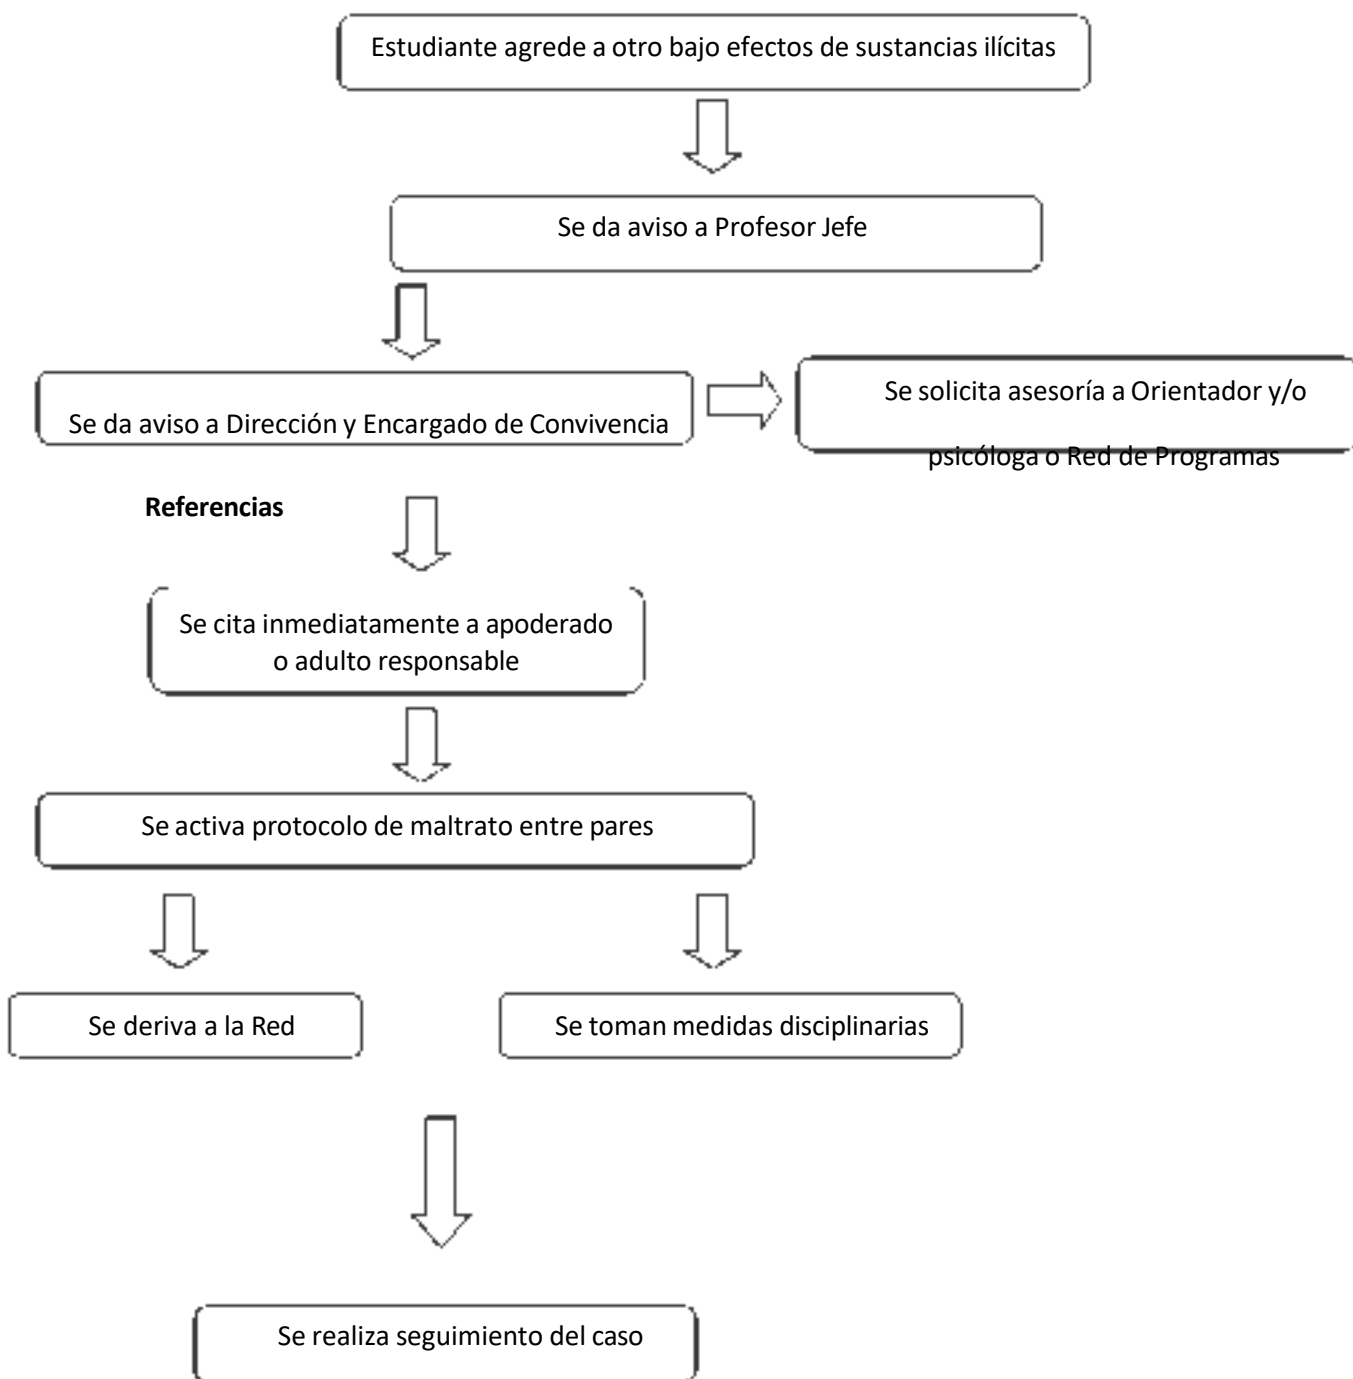 Estudiante agrede a otro bajo efectos de sustancias ilícitas
Se da aviso a Profesor Jefe
Se da aviso a Dirección y Encargado de Convivencia
Se solicita asesoría a Orientador y/o
psicóloga o Red de Programas
Referencias
Se cita inmediatamente a apoderado
o adulto responsable
Se activa protocolo de maltrato entre pares
Se deriva a la Red
Se toman medidas disciplinarias
Se realiza seguimiento del caso